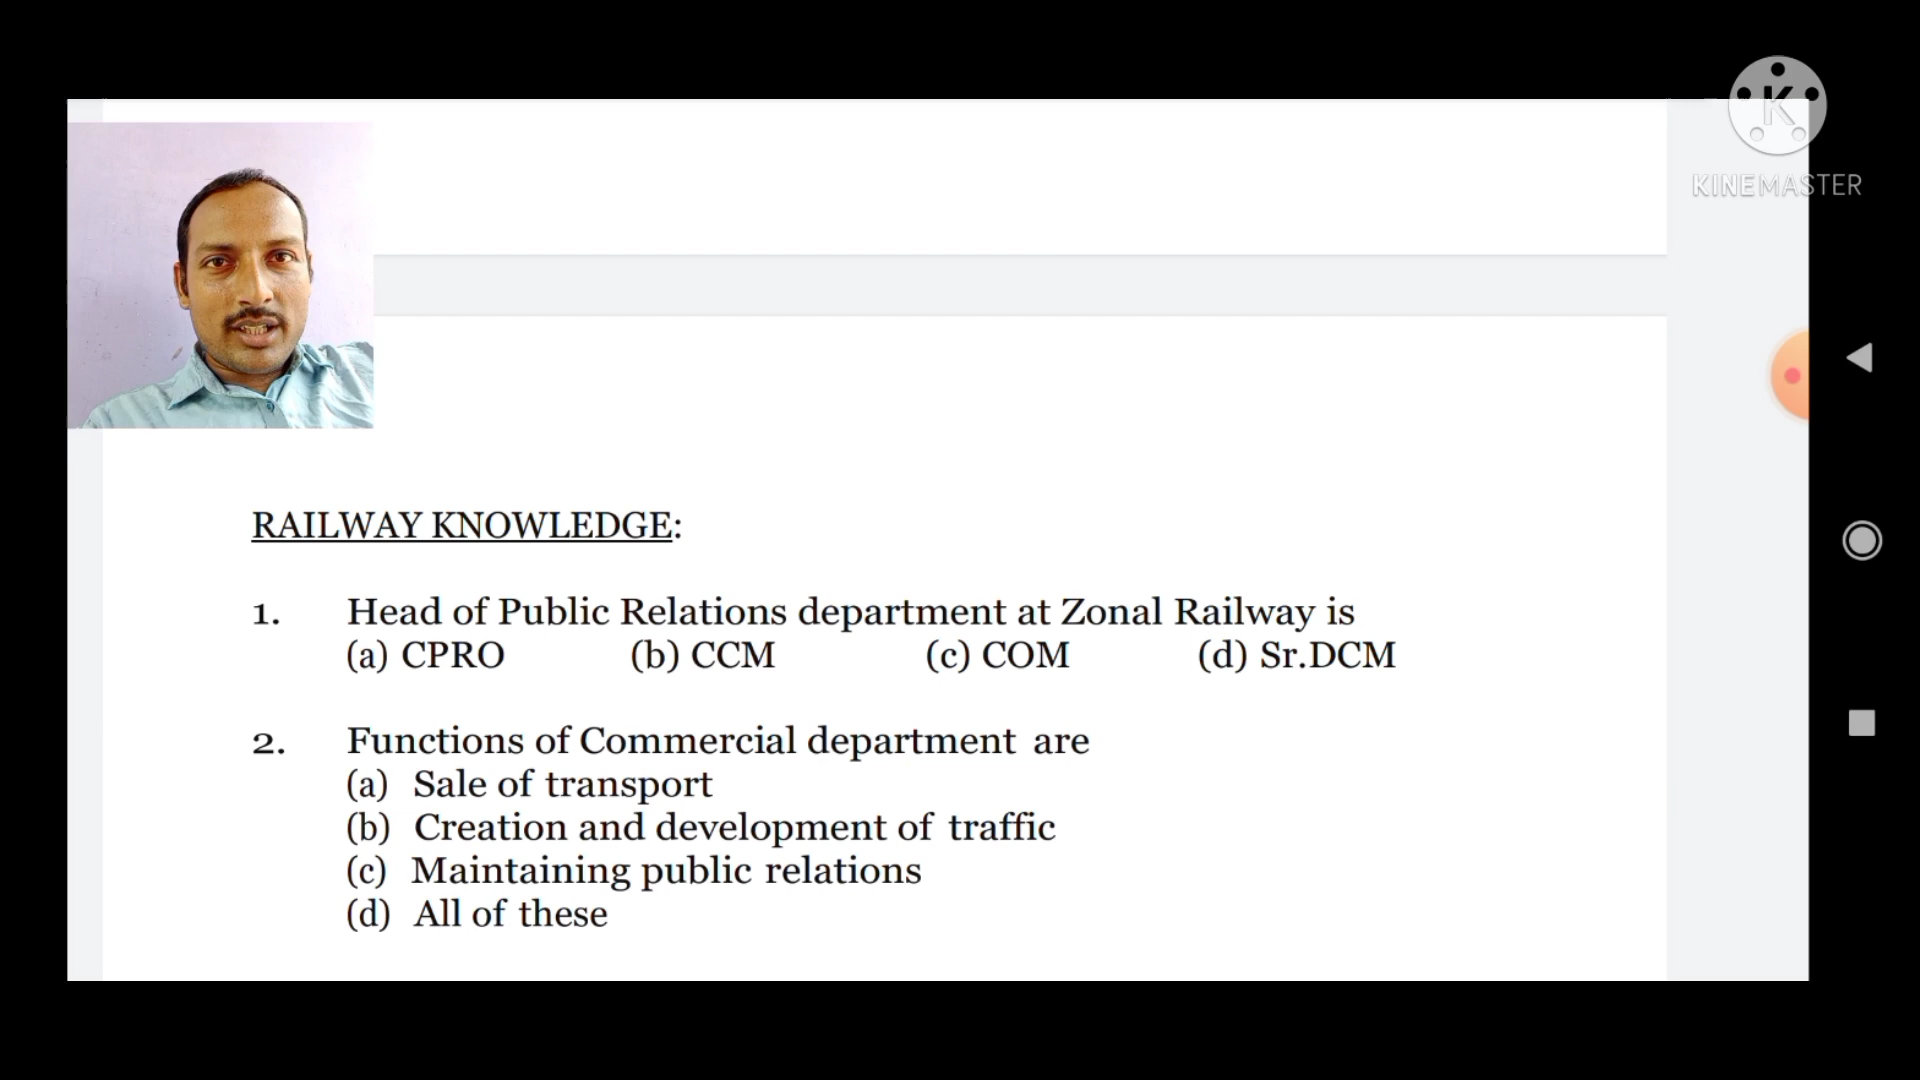 K
KINEMASTER
RAILWAY KNOWLEDGE:
1. Head of Public Relations department at Zonal Railway is
(a) CPRO (b) CCM (c) COM (d) Sr.DCM
2. Functions of Commercial department are
(a) Sale of transport
(b) Creation and development of traffic
(c) Maintaining public relations
(d) All of these